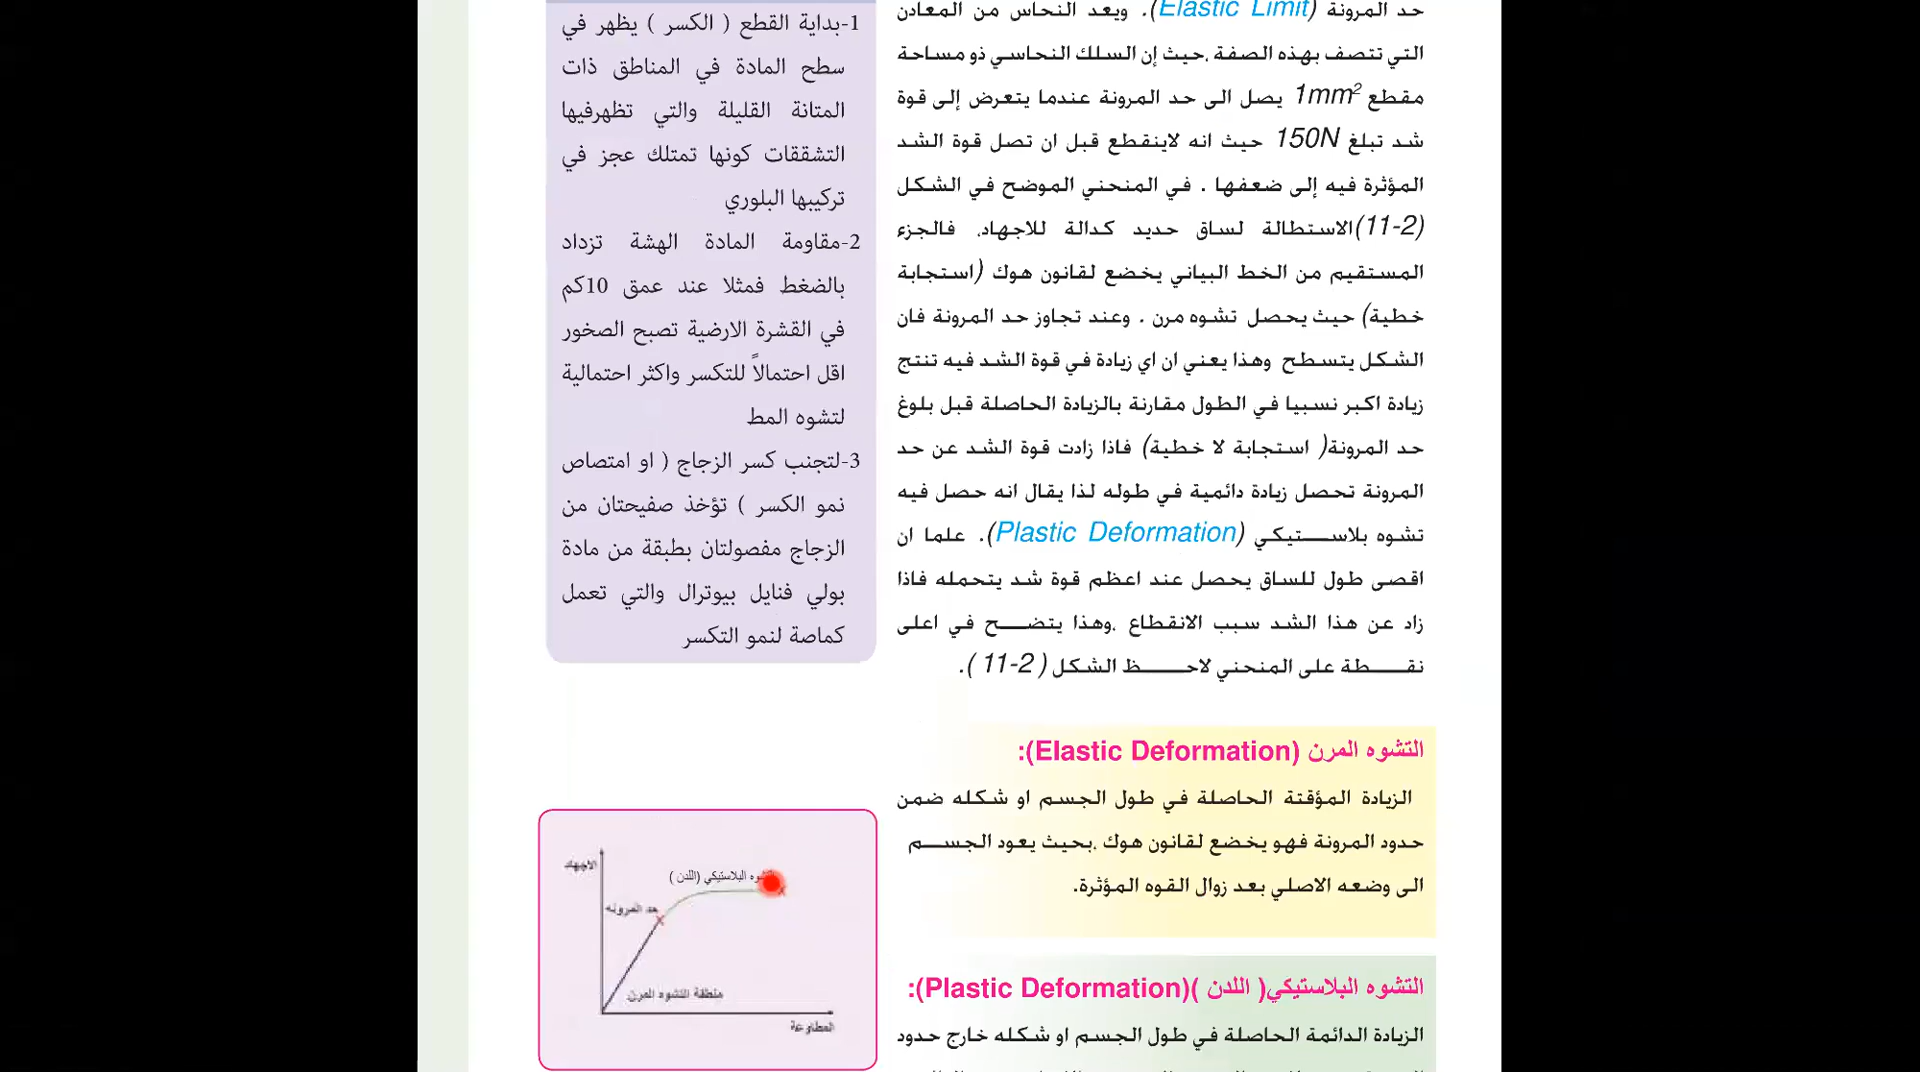 حد المرونة (Elastic Limit). ويعد النحاس من المعادن
التي تتصف بهذه الصفة ,حيث إن السلك النحاسي ذو مساحة
مقطع 1mm² يصل الى حد المرونة عندما يتعرض إلى قوة
شد تبلغ 150N حيث انه لاينقطع قبل ان تصل قوة الشد
المؤثرة فيه إلى ضعفها . في المنحني الموضح في الشكل
(11-2)الاستطالة لساق حديد كدالة للاجهاد, فالجزء
المستقيم من الخط البياني يخضع لقانون هوك (استجابة
خطية) حيث يحصل تشوه مرن . وعند تجاوز حد المرونة فان
الشكل يتسطح وهذا يعني ان اي زيادة في قوة الشد فيه تنتج
زيادة اكبر نسبيا في الطول مقارنة بالزيادة الحاصلة قبل بلوغ
حد المرونة( استجابة لا خطية) فاذا زادت قوة الشد عن حد
المرونة تحصل زيادة دائمية في طوله لذا يقال انه حصل فيه
تشوه بلاستيكي (Plastic Deformation). علما ان
اقصى طول للساق يحصل عند اعظم قوة شد يتحمله فاذا
زاد عن هذا الشد سبب الانقطاع ,وهذا يتضح في اعلى
نقطة على المنحني لاحظ الشكل ( 11-2 ).
التشوه المرن (Elastic Deformation):
الزيادة المؤقتة الحاصلة في طول الجسم او شكله ضمن
حدود المرونة فهو يخضع لقانون هوك ,بحيث يعود الجسم
الى وضعه الاصلي بعد زوال القوه المؤثرة.
التشوه البلاستيكي( اللدن )(Plastic Deformation):
الزيادة الدائمة الحاصلة في طول الجسم او شكله خارج حدود
1-بداية القطع ( الكسر ) يظهر في
سطح المادة في المناطق ذات
المتانة القليلة والتي تظهرفيها
التشققات كونها تمتلك عجز في
تركيبها البلوري
2-مقاومة المادة الهشة تزداد
بالضغط فمثلا عند عمق 10كم
في القشرة الارضية تصبح الصخور
اقل احتمالاً للتكسر واكثر احتمالية
لتشوه المط
3-لتجنب كسر الزجاج ( او امتصاص
نمو الكسر ) تؤخذ صفيحتان من
الزجاج مفصولتان بطبقة من مادة
بولي فنايل بيوترال والتي تعمل
كماصة لنمو التكسر
الاجهاد
البلاستيكي (اللدن )
حد المرونه
منطقة التشوه المرن
المطاوعة